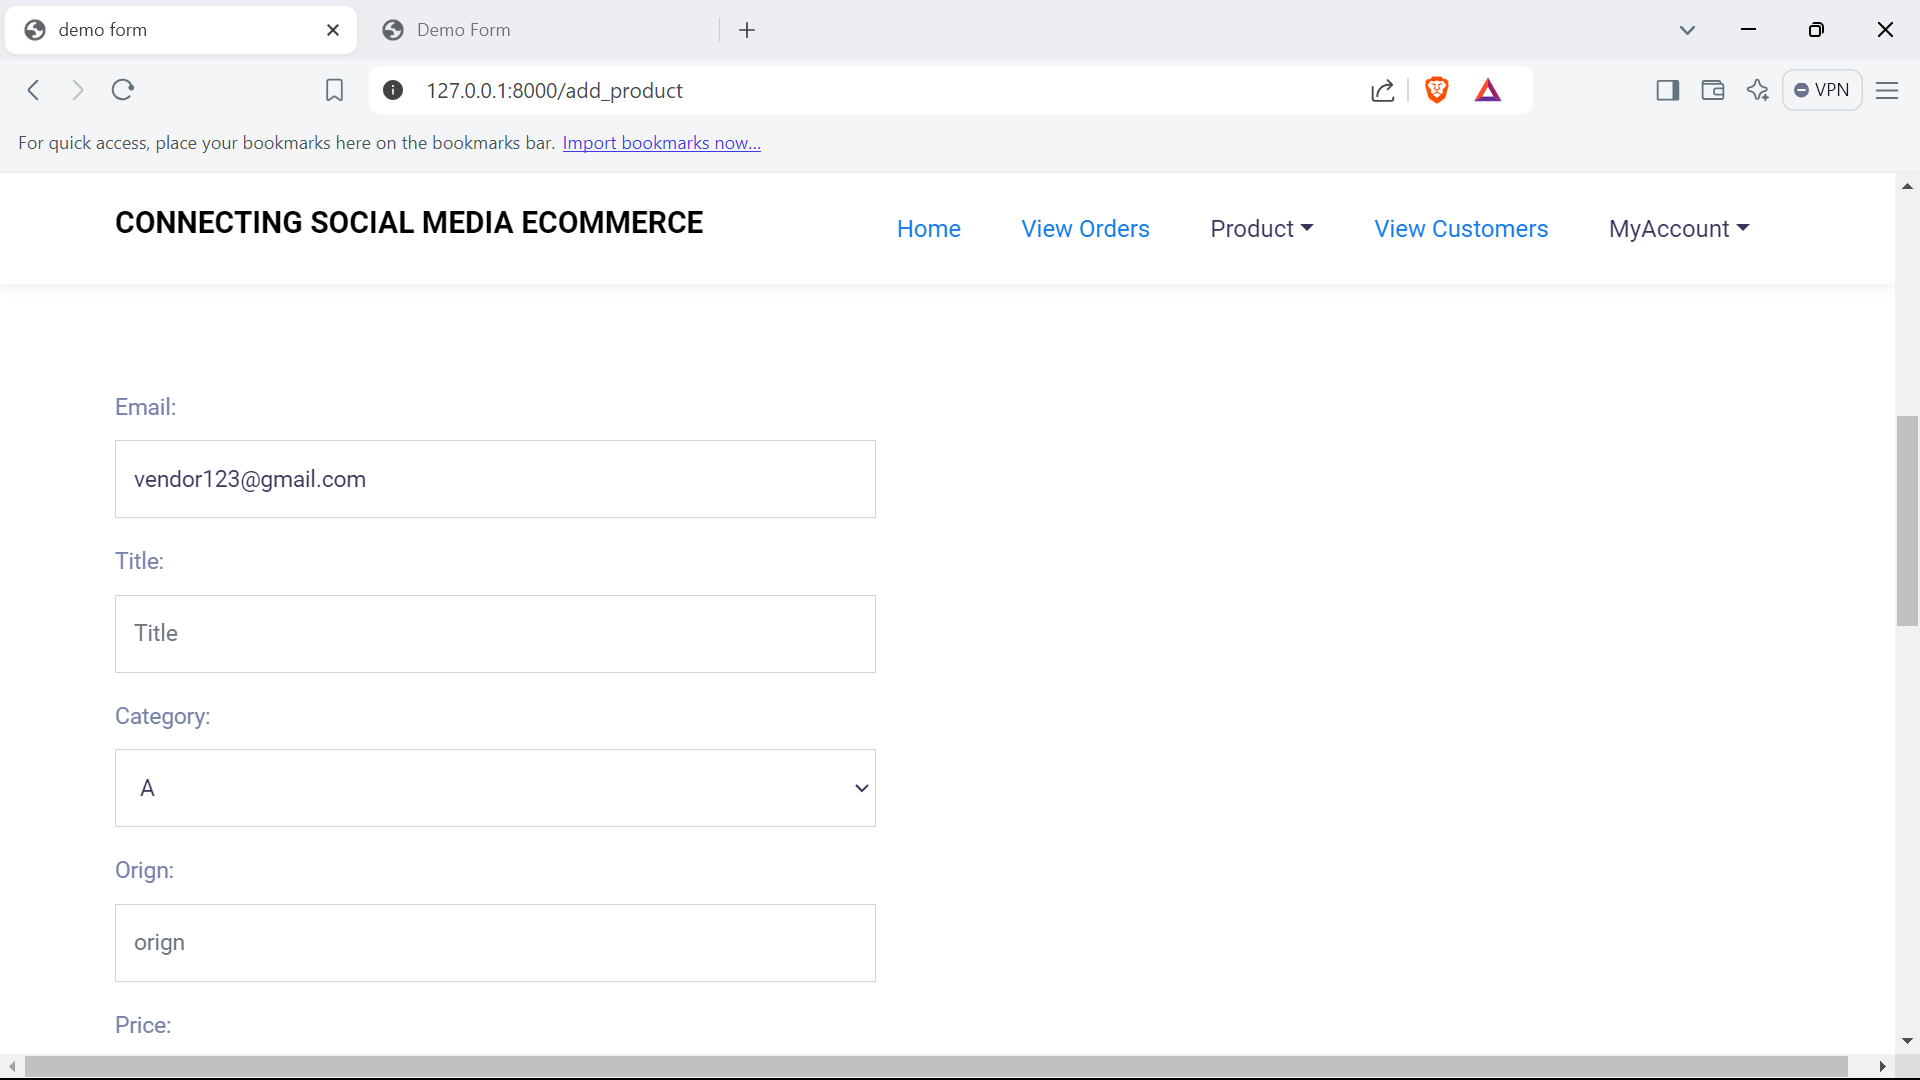 demo form
Demo Form
127.0.0.1:8000/add_product
VPN
For quick access, place your bookmarks here on the bookmarks bar. Import bookmarks now...
CONNECTING SOCIAL MEDIA ECOMMERCE
Home View Orders Product View Customers MyAccount
Email:
vendor123@gmail.com
Title:
Title
Category:
A
Orign:
orign
Price: